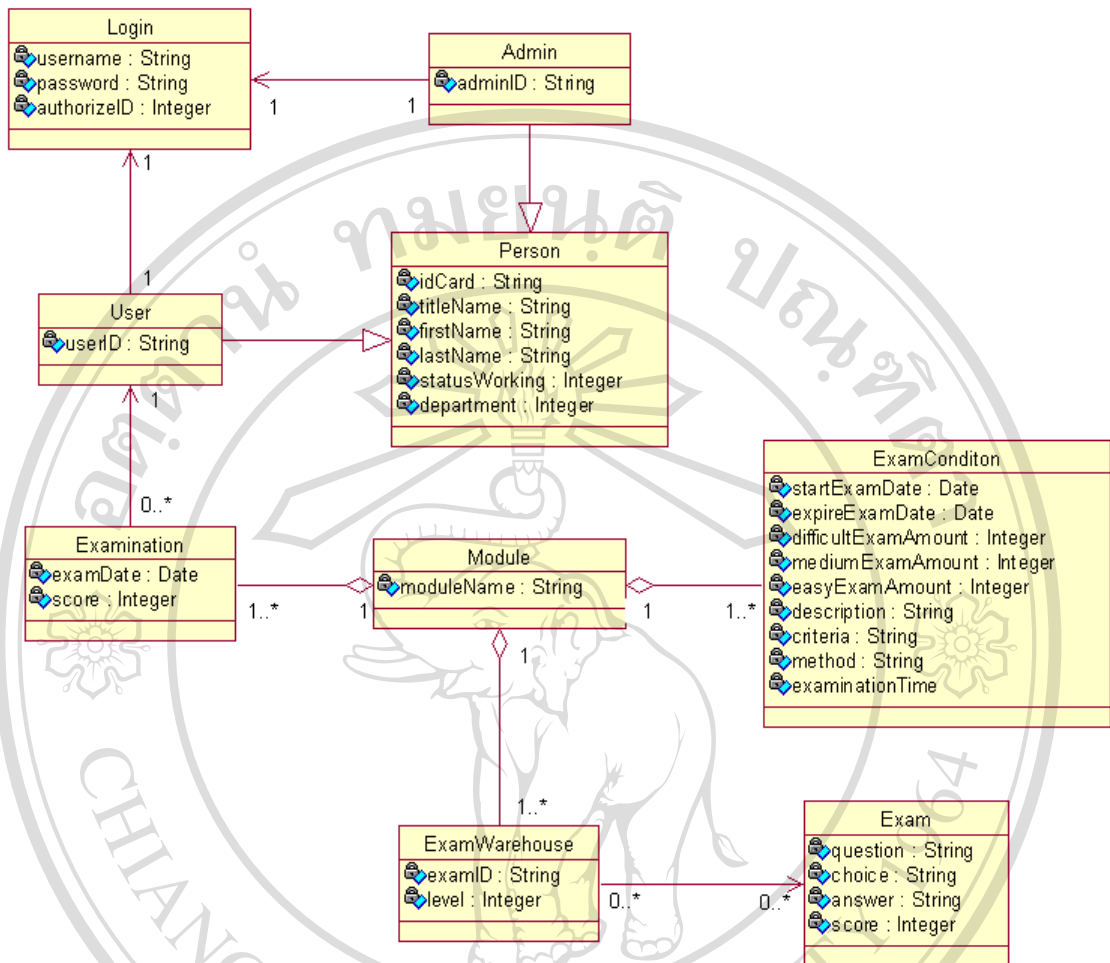 Login
username : String
password : String
authorizeID : Integer
1
1
Admin
adminID : String
1
1
Person
idCard : String
titleName : String
firstName : String
lastName : String
statusWorking : Integer
department : Integer
User
userID : String
1
0..*
Examination
examDate : Date
score : Integer
1..*
1
Module
moduleName : String
1
1..*
1
ExamConditon
startExamDate : Date
expireExamDate : Date
difficultExamAmount : Integer
mediumExamAmount : Integer
easyExamAmount : Integer
description : String
criteria : String
method : String
examinationTime
1..*
ExamWarehouse
examID : String
level : Integer
0..*
0..*
Exam
question : String
choice : String
answer : String
score : Integer
CHIANG
1964